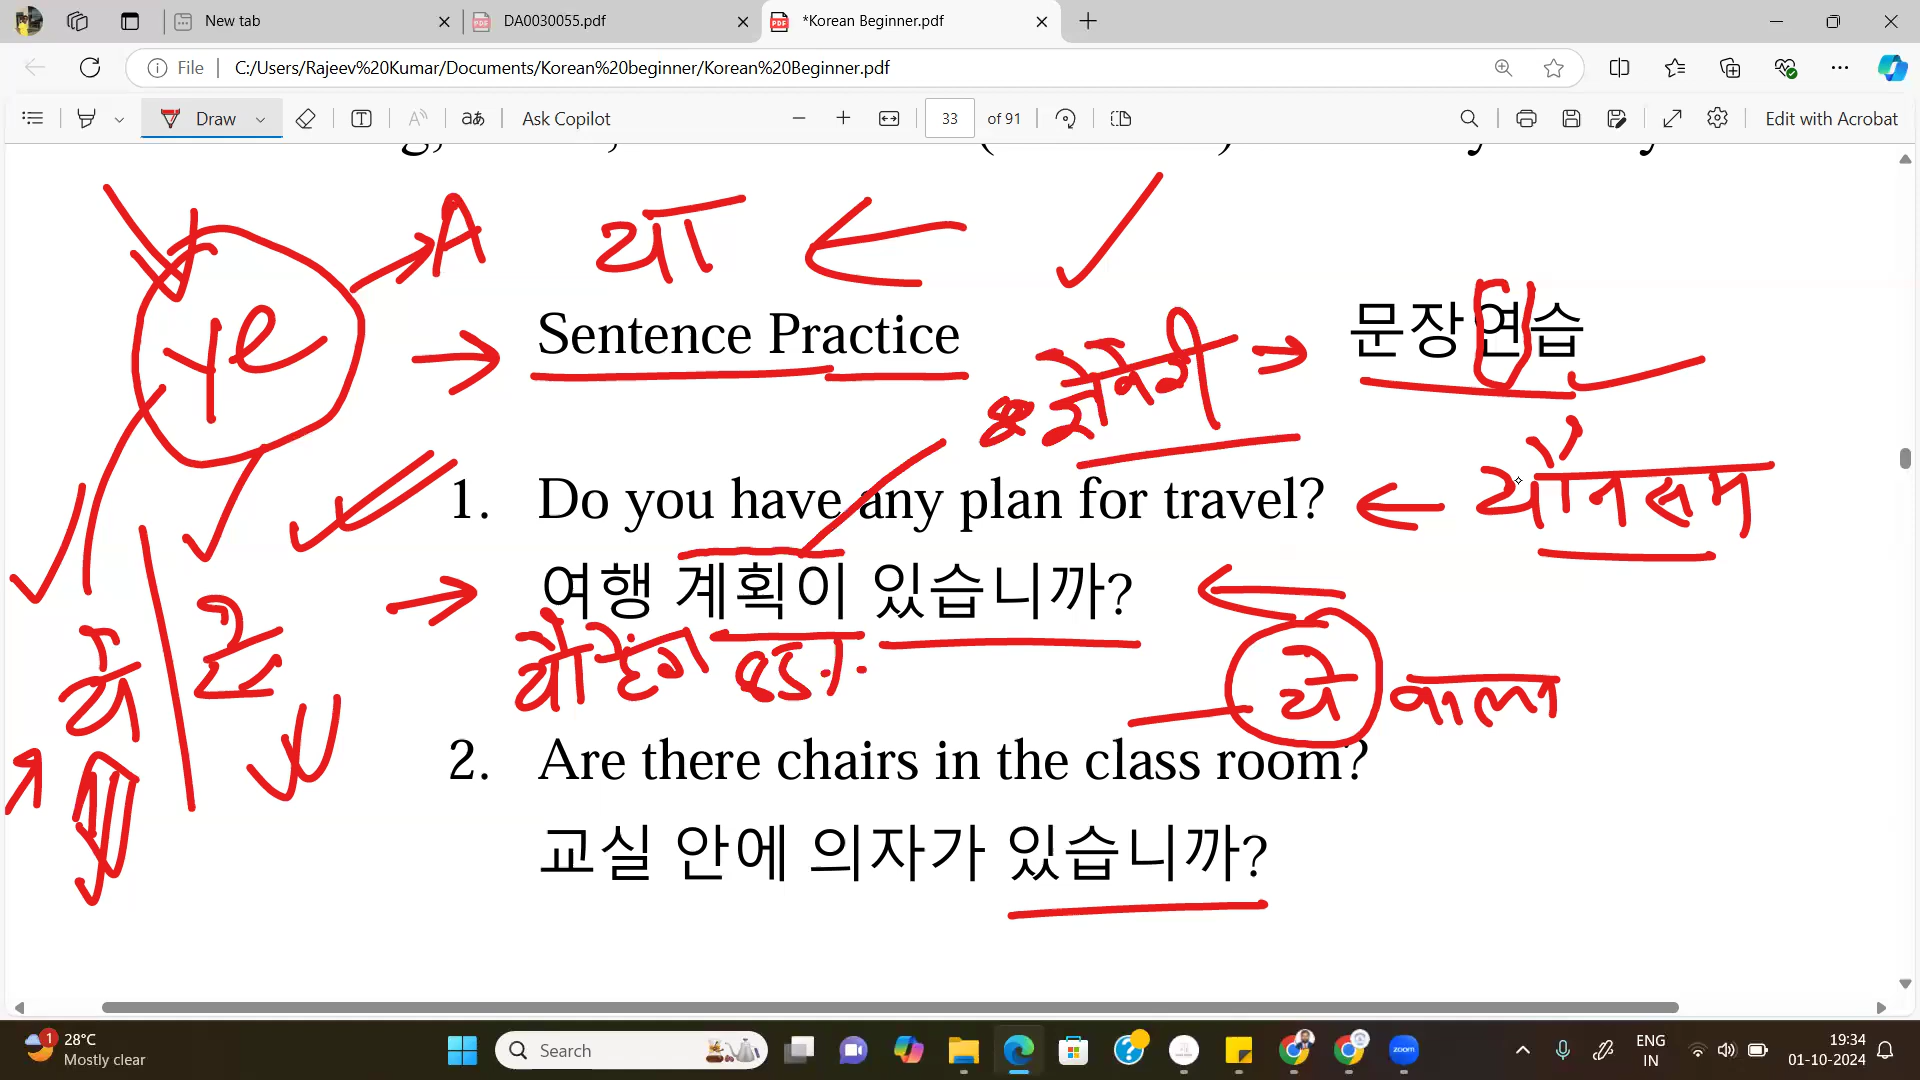 New tab
DA0030055.pdf
*Korean Beginner.pdf
File
C:/Users/Rajeev%20Kumar/Documents/Korean%20beginner/Korean%20Beginner.pdf
Draw
Ask Copilot
33 of 91
Edit with Acrobat
A
या
ye
Sentence Practice
문장연습
1. Do you have any plan for travel?
여행 계획이 있습니까?
ये वाला
2. Are there chairs in the class room?
교실 안에 의자가 있습니까?
1
28°C
Mostly clear
Search
zoom
ENG
IN
19:34
01-10-2024